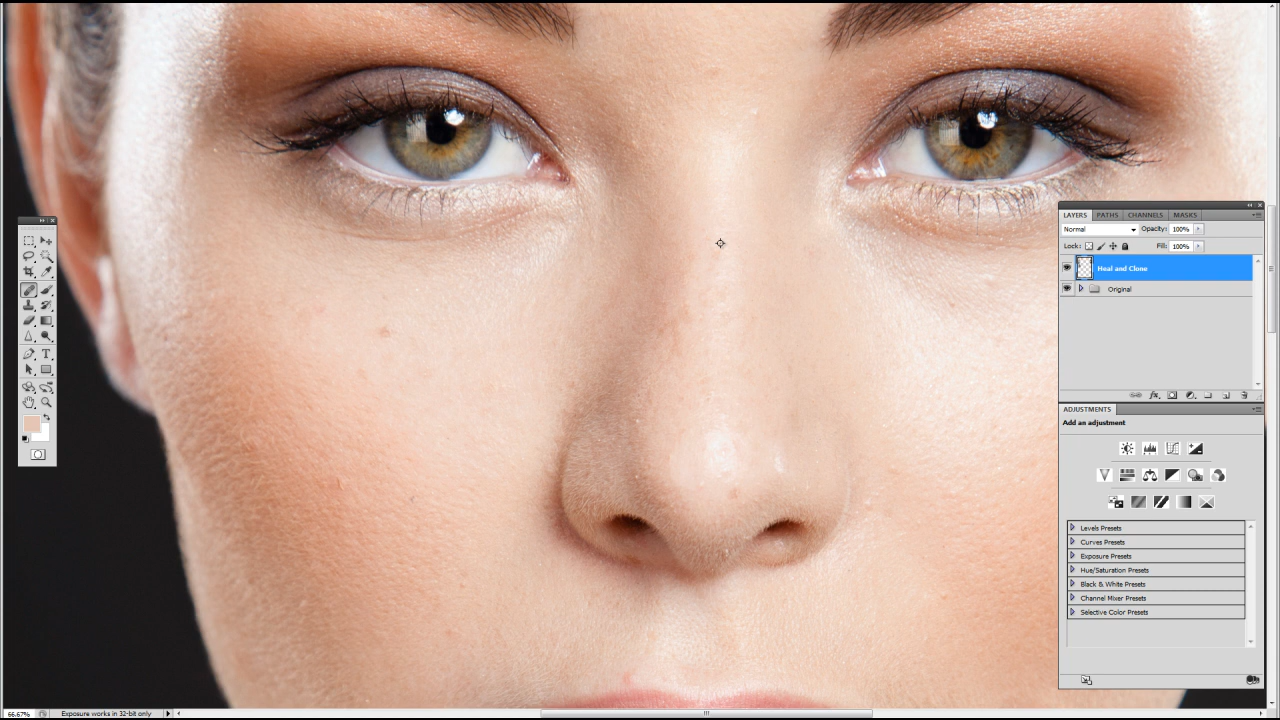 LAYERS PATHS CHANNELS MASKS
Normal Opacity: 100%
Lock: Fill: 100%
Heal and Clone
Original
ADJUSTMENTS
Add an adjustment
Levels Presets
Curves Presets
Exposure Presets
Hue/Saturation Presets
Black & White Presets
Channel Mixer Presets
Selective Color Presets
66.67% Exposure works in 32-bit only